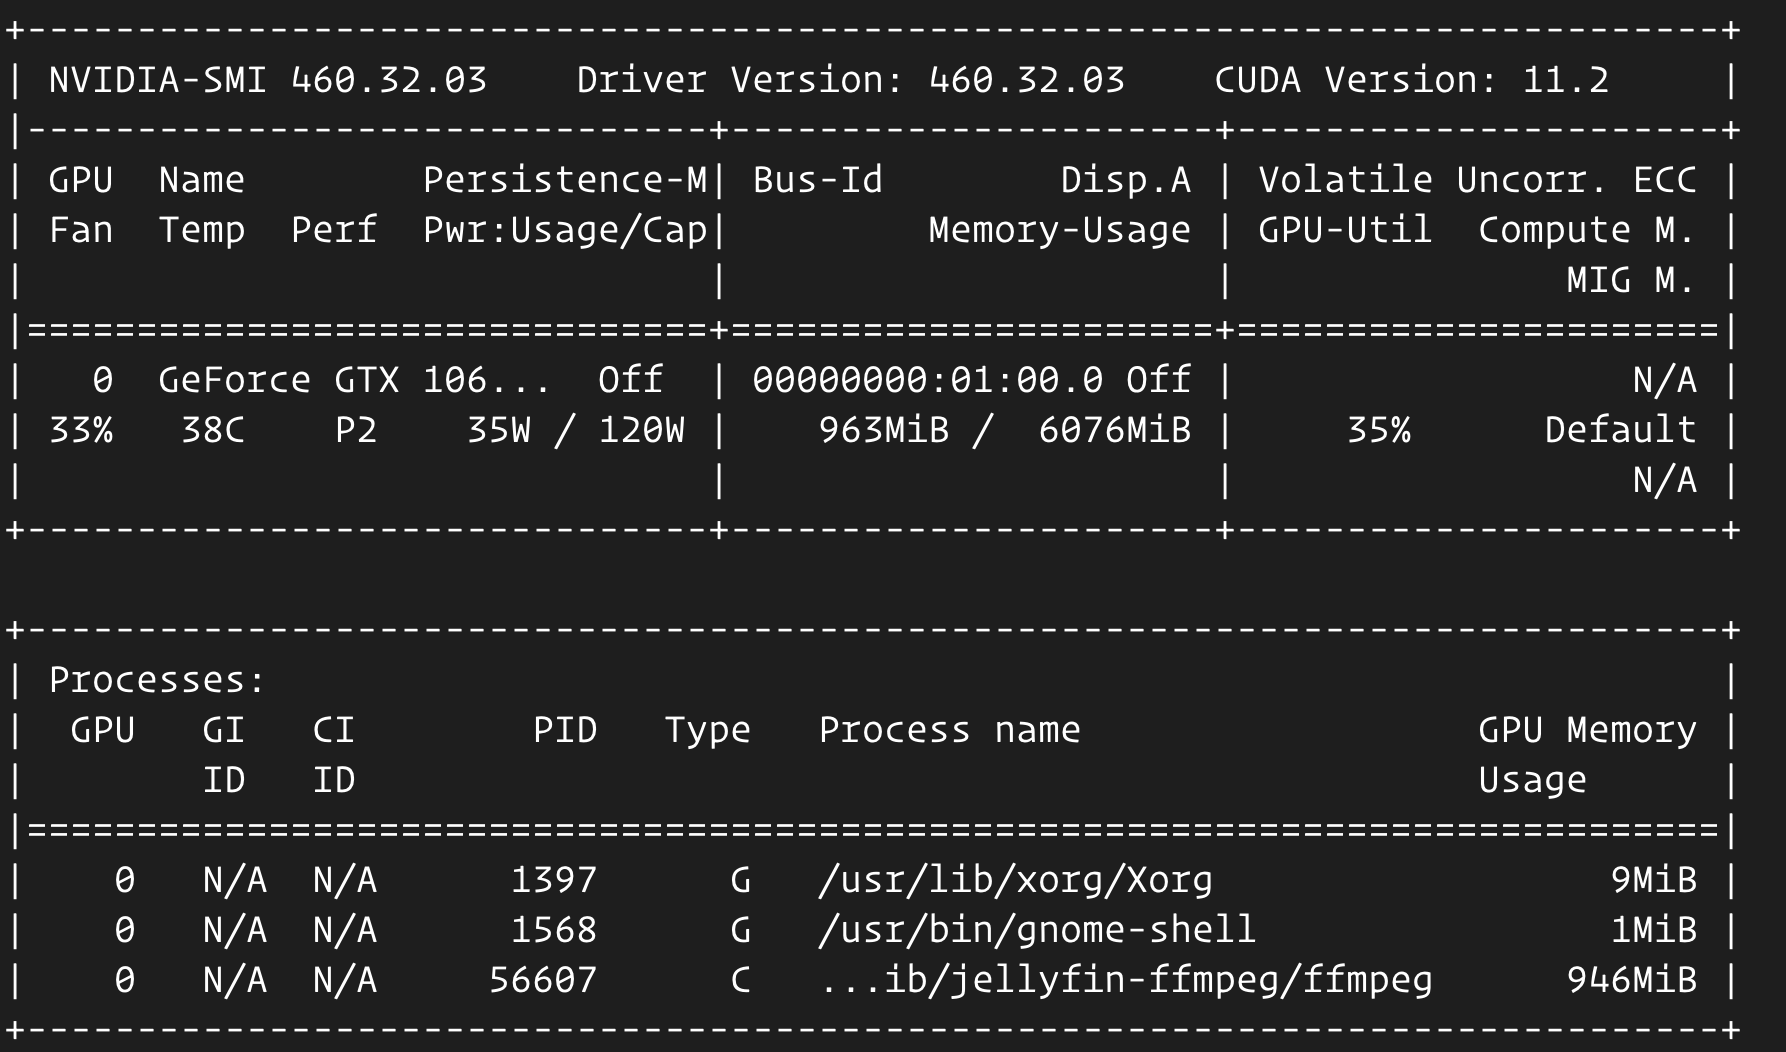 +-----------------------------------------------------------------------------+
| NVIDIA-SMI 460.32.03    Driver Version: 460.32.03    CUDA Version: 11.2     |
|-------------------------------+----------------------+----------------------+
| GPU  Name        Persistence-M| Bus-Id        Disp.A | Volatile Uncorr. ECC |
| Fan  Temp  Perf  Pwr:Usage/Cap|         Memory-Usage | GPU-Util  Compute M. |
|                               |                      |               MIG M. |
|===============================+======================+======================|
|   0  GeForce GTX 106...  Off  | 00000000:01:00.0 Off |                  N/A |
| 33%   38C    P2    35W / 120W |    963MiB /  6076MiB |     35%      Default |
|                               |                      |                  N/A |
+-------------------------------+----------------------+----------------------+

+-----------------------------------------------------------------------------+
| Processes:                                                                  |
|  GPU   GI   CI        PID   Type   Process name                  GPU Memory |
|        ID   ID                                                   Usage      |
|=============================================================================|
|    0   N/A  N/A      1397      G   /usr/lib/xorg/Xorg                  9MiB |
|    0   N/A  N/A      1568      G   /usr/bin/gnome-shell                1MiB |
|    0   N/A  N/A     56607      C   ...ib/jellyfin-ffmpeg/ffmpeg      946MiB |
+-----------------------------------------------------------------------------+